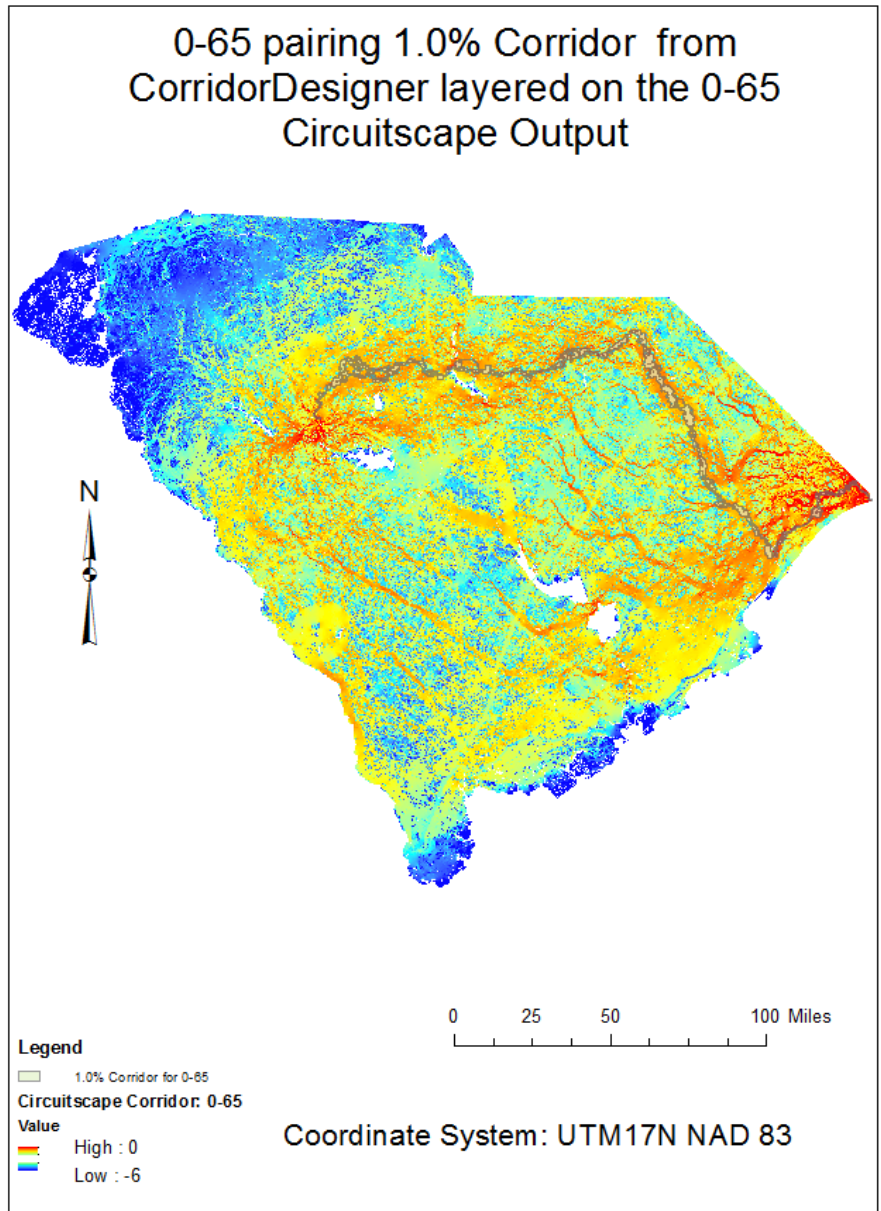 0-65 pairing 1.0% Corridor from
CorridorDesigner layered on the 0-65
Circuitscape Output
N
0 25 50 100 Miles
Legend
1.0% Corridor for 0-65
Circuitscape Corridor: 0-65
Value
High : 0
Low : -6
Coordinate System: UTM17N NAD 83